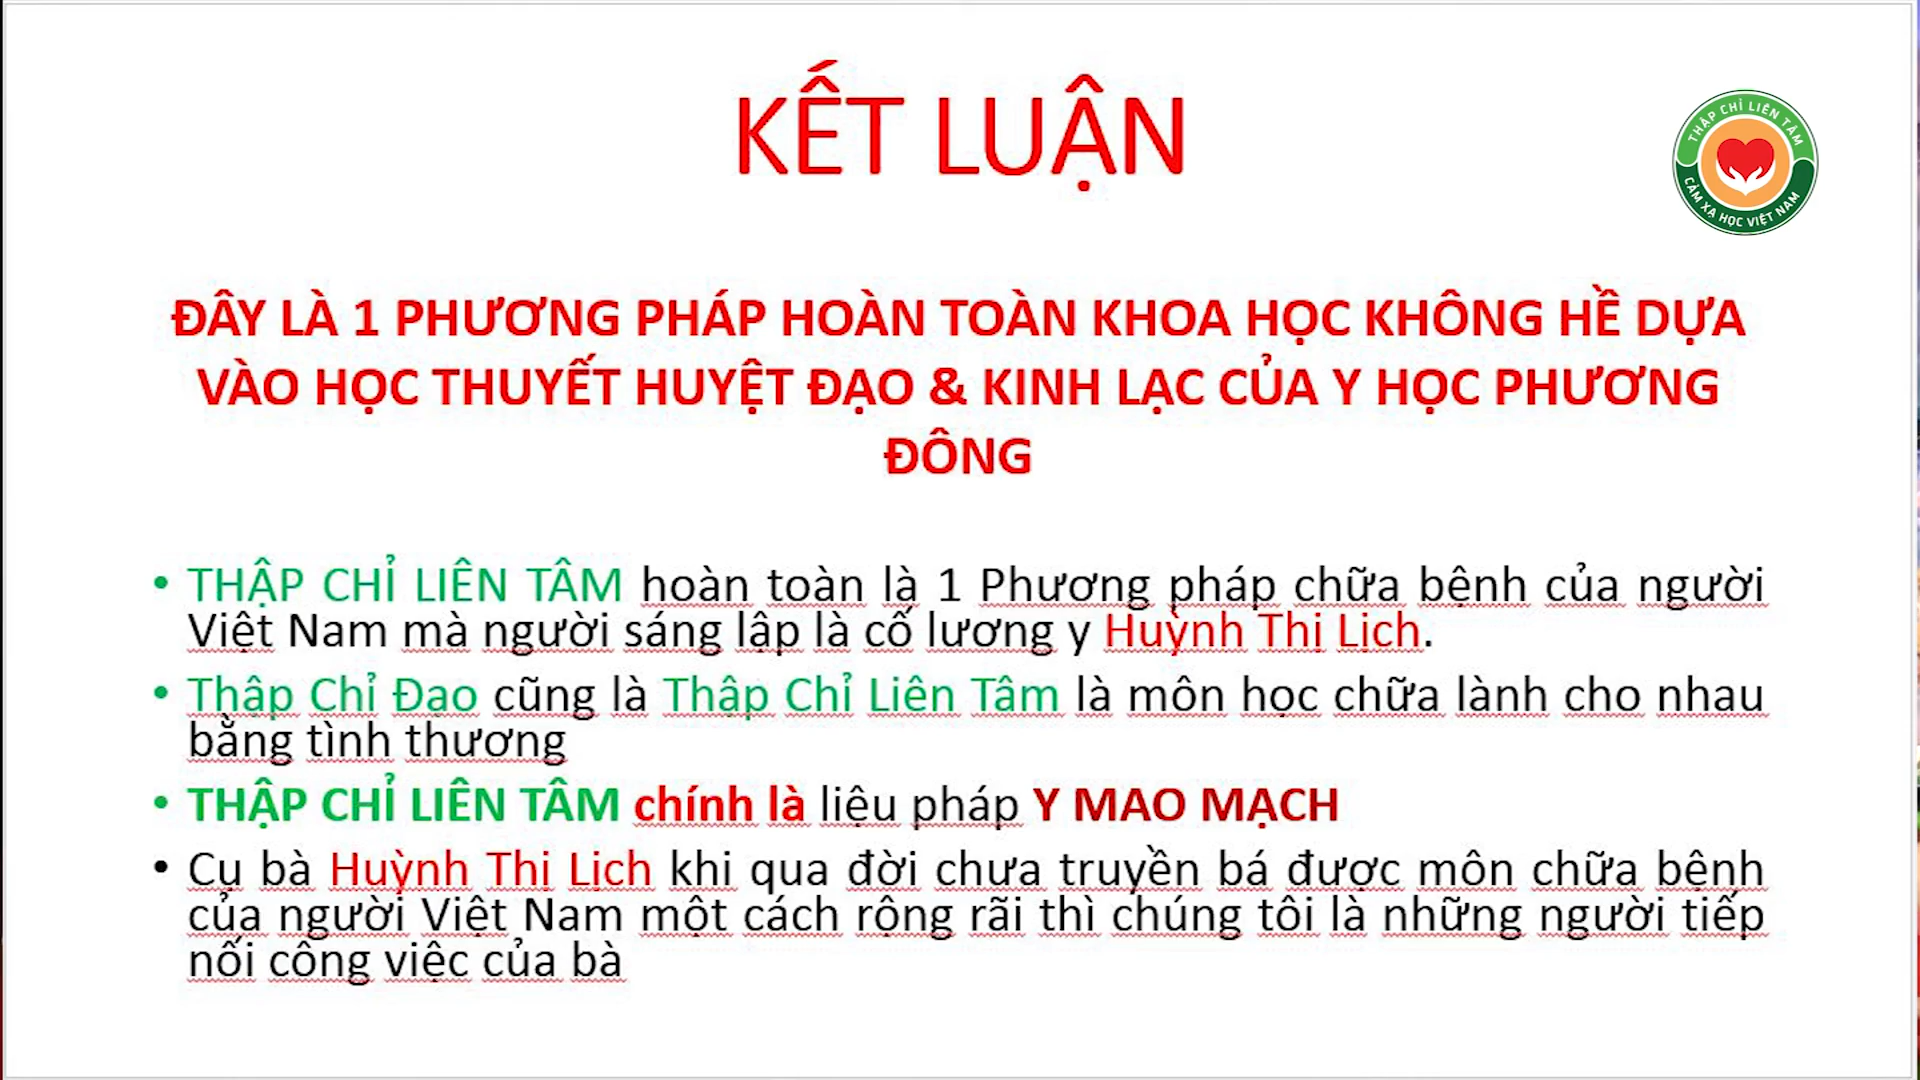 KẾT LUẬN
THẬP CHỈ LIÊN TÂM
CẢM XẠ HỌC VIỆT NAM
ĐÂY LÀ 1 PHƯƠNG PHÁP HOÀN TOÀN KHOA HỌC KHÔNG HỀ DỰA
VÀO HỌC THUYẾT HUYỆT ĐẠO & KINH LẠC CỦA Y HỌC PHƯƠNG
ĐÔNG
• THẬP CHỈ LIÊN TÂM hoàn toàn là 1 Phương pháp chữa bệnh của người
Việt Nam mà người sáng lập là cố lương y Huỳnh Thị Lịch.
• Thập Chỉ Đạo cũng là Thập Chỉ Liên Tâm là môn học chữa lành cho nhau
bằng tình thương
• THẬP CHỈ LIÊN TÂM chính là liệu pháp Y MAO MẠCH
• Cụ bà Huỳnh Thị Lịch khi qua đời chưa truyền bá được môn chữa bệnh
của người Việt Nam một cách rộng rãi thì chúng tôi là những người tiếp
nối công việc của bà